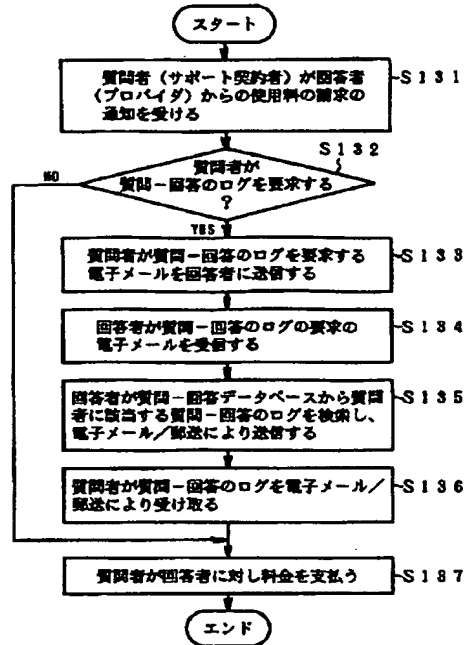 スタート
質問者(サポート契約者)が回答者
(プロバイダ)からの使用料の請求の
通知を受ける
S131
S132
質問者が
質問-回答のログを要求する
?
NO
YES
質問者が質問-回答のログを要求する
電子メールを回答者に送信する
S133
回答者が質問-回答のログの要求の
電子メールを受信する
S134
回答者が質問-回答データベースから質問
者に該当する質問-回答のログを検索し、
電子メール/郵送により送信する
S135
質問者が質問-回答のログを電子メール/
郵送により受け取る
S136
質問者が回答者に対し料金を支払う
S137
エンド